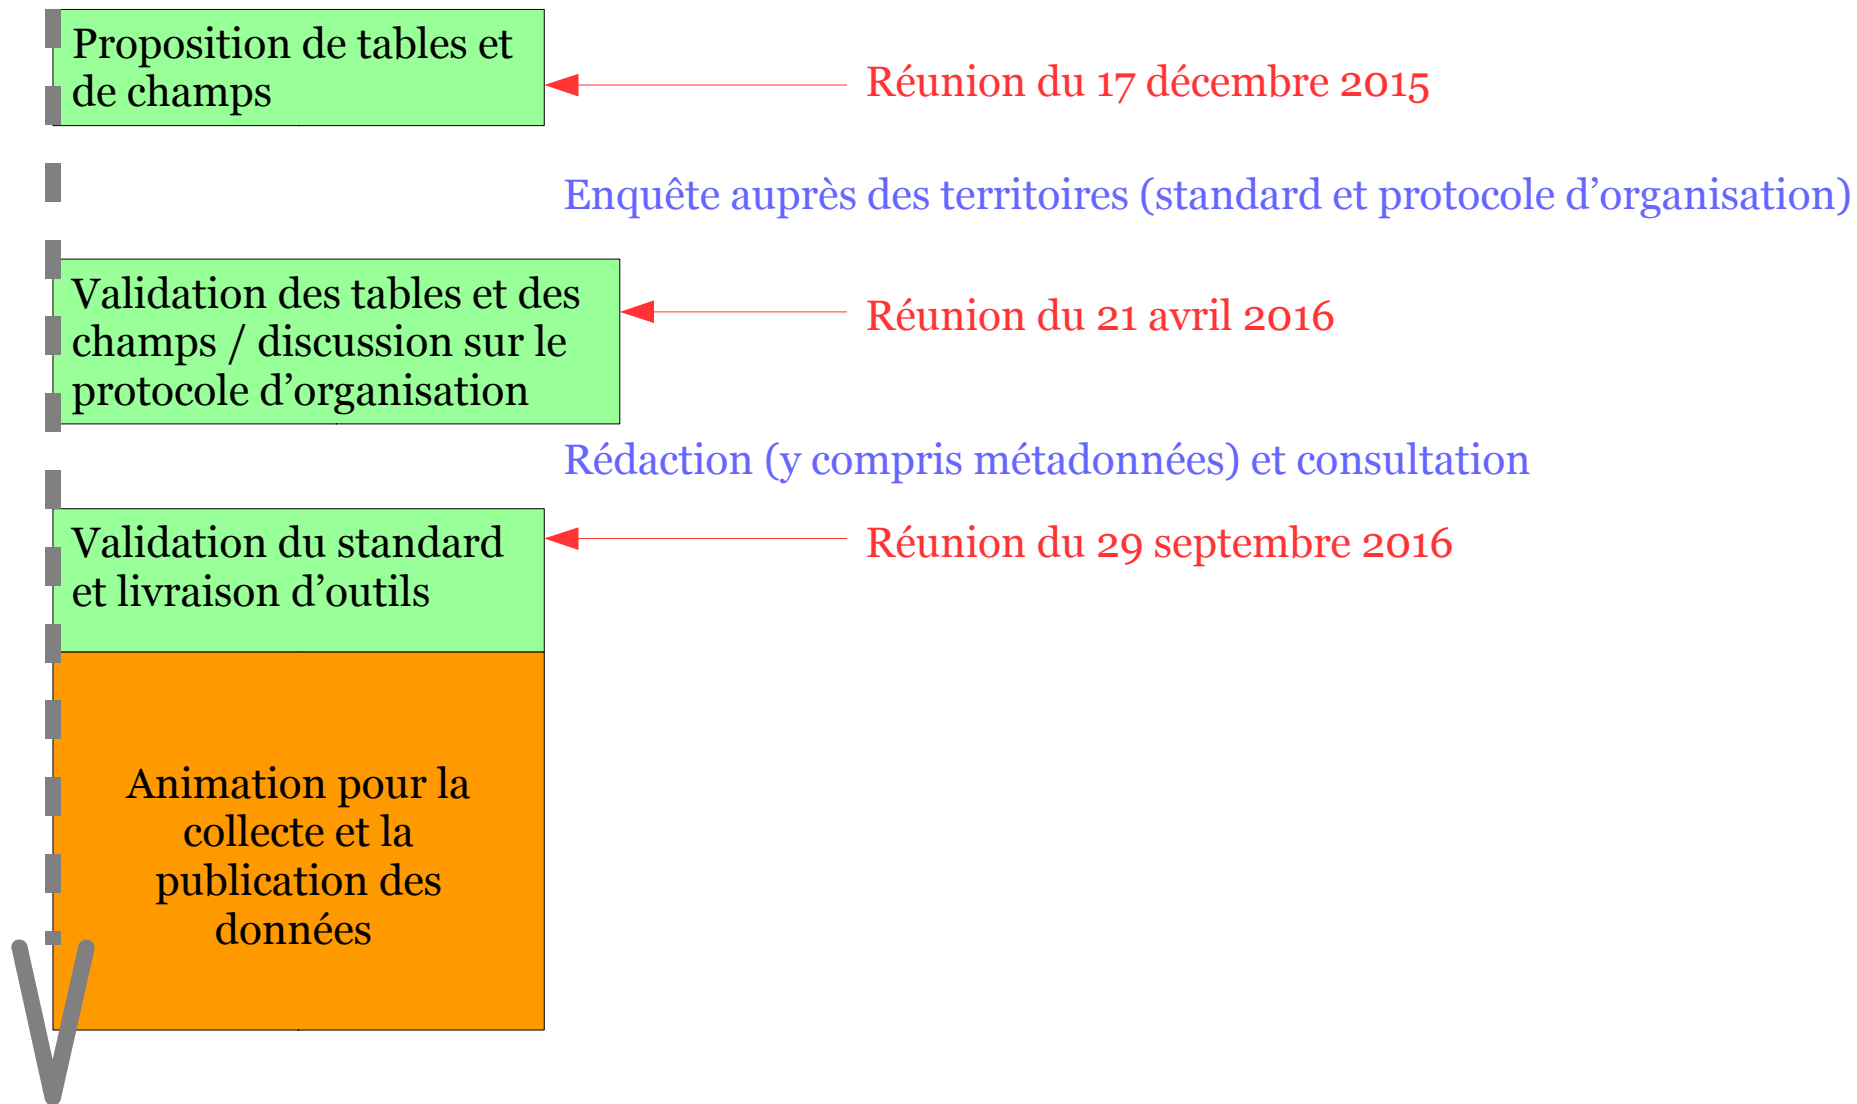 Proposition de tables et
de champs
Réunion du 17 décembre 2015
Enquête auprès des territoires (standard et protocole d’organisation)
Validation des tables et des
champs / discussion sur le
protocole d’organisation
Réunion du 21 avril 2016
Rédaction (y compris métadonnées) et consultation
Validation du standard
et livraison d’outils
Réunion du 29 septembre 2016
Animation pour la
collecte et la
publication des
données